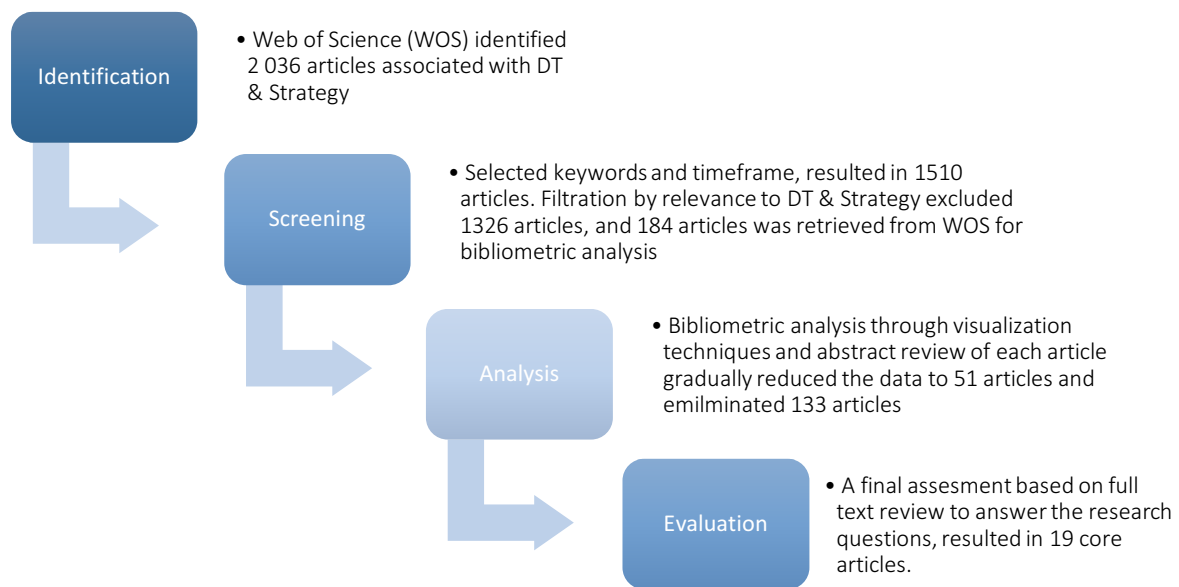 Identification
• Web of Science (WOS) identified
2 036 articles associated with DT
& Strategy
Screening
• Selected keywords and timeframe, resulted in 1510
articles. Filtration by relevance to DT & Strategy excluded
1326 articles, and 184 articles was retrieved from WOS for
bibliometric analysis
Analysis
• Bibliometric analysis through visualization
techniques and abstract review of each article
gradually reduced the data to 51 articles and
emilminated 133 articles
Evaluation
• A final assesment based on full
text review to answer the research
questions, resulted in 19 core
articles.